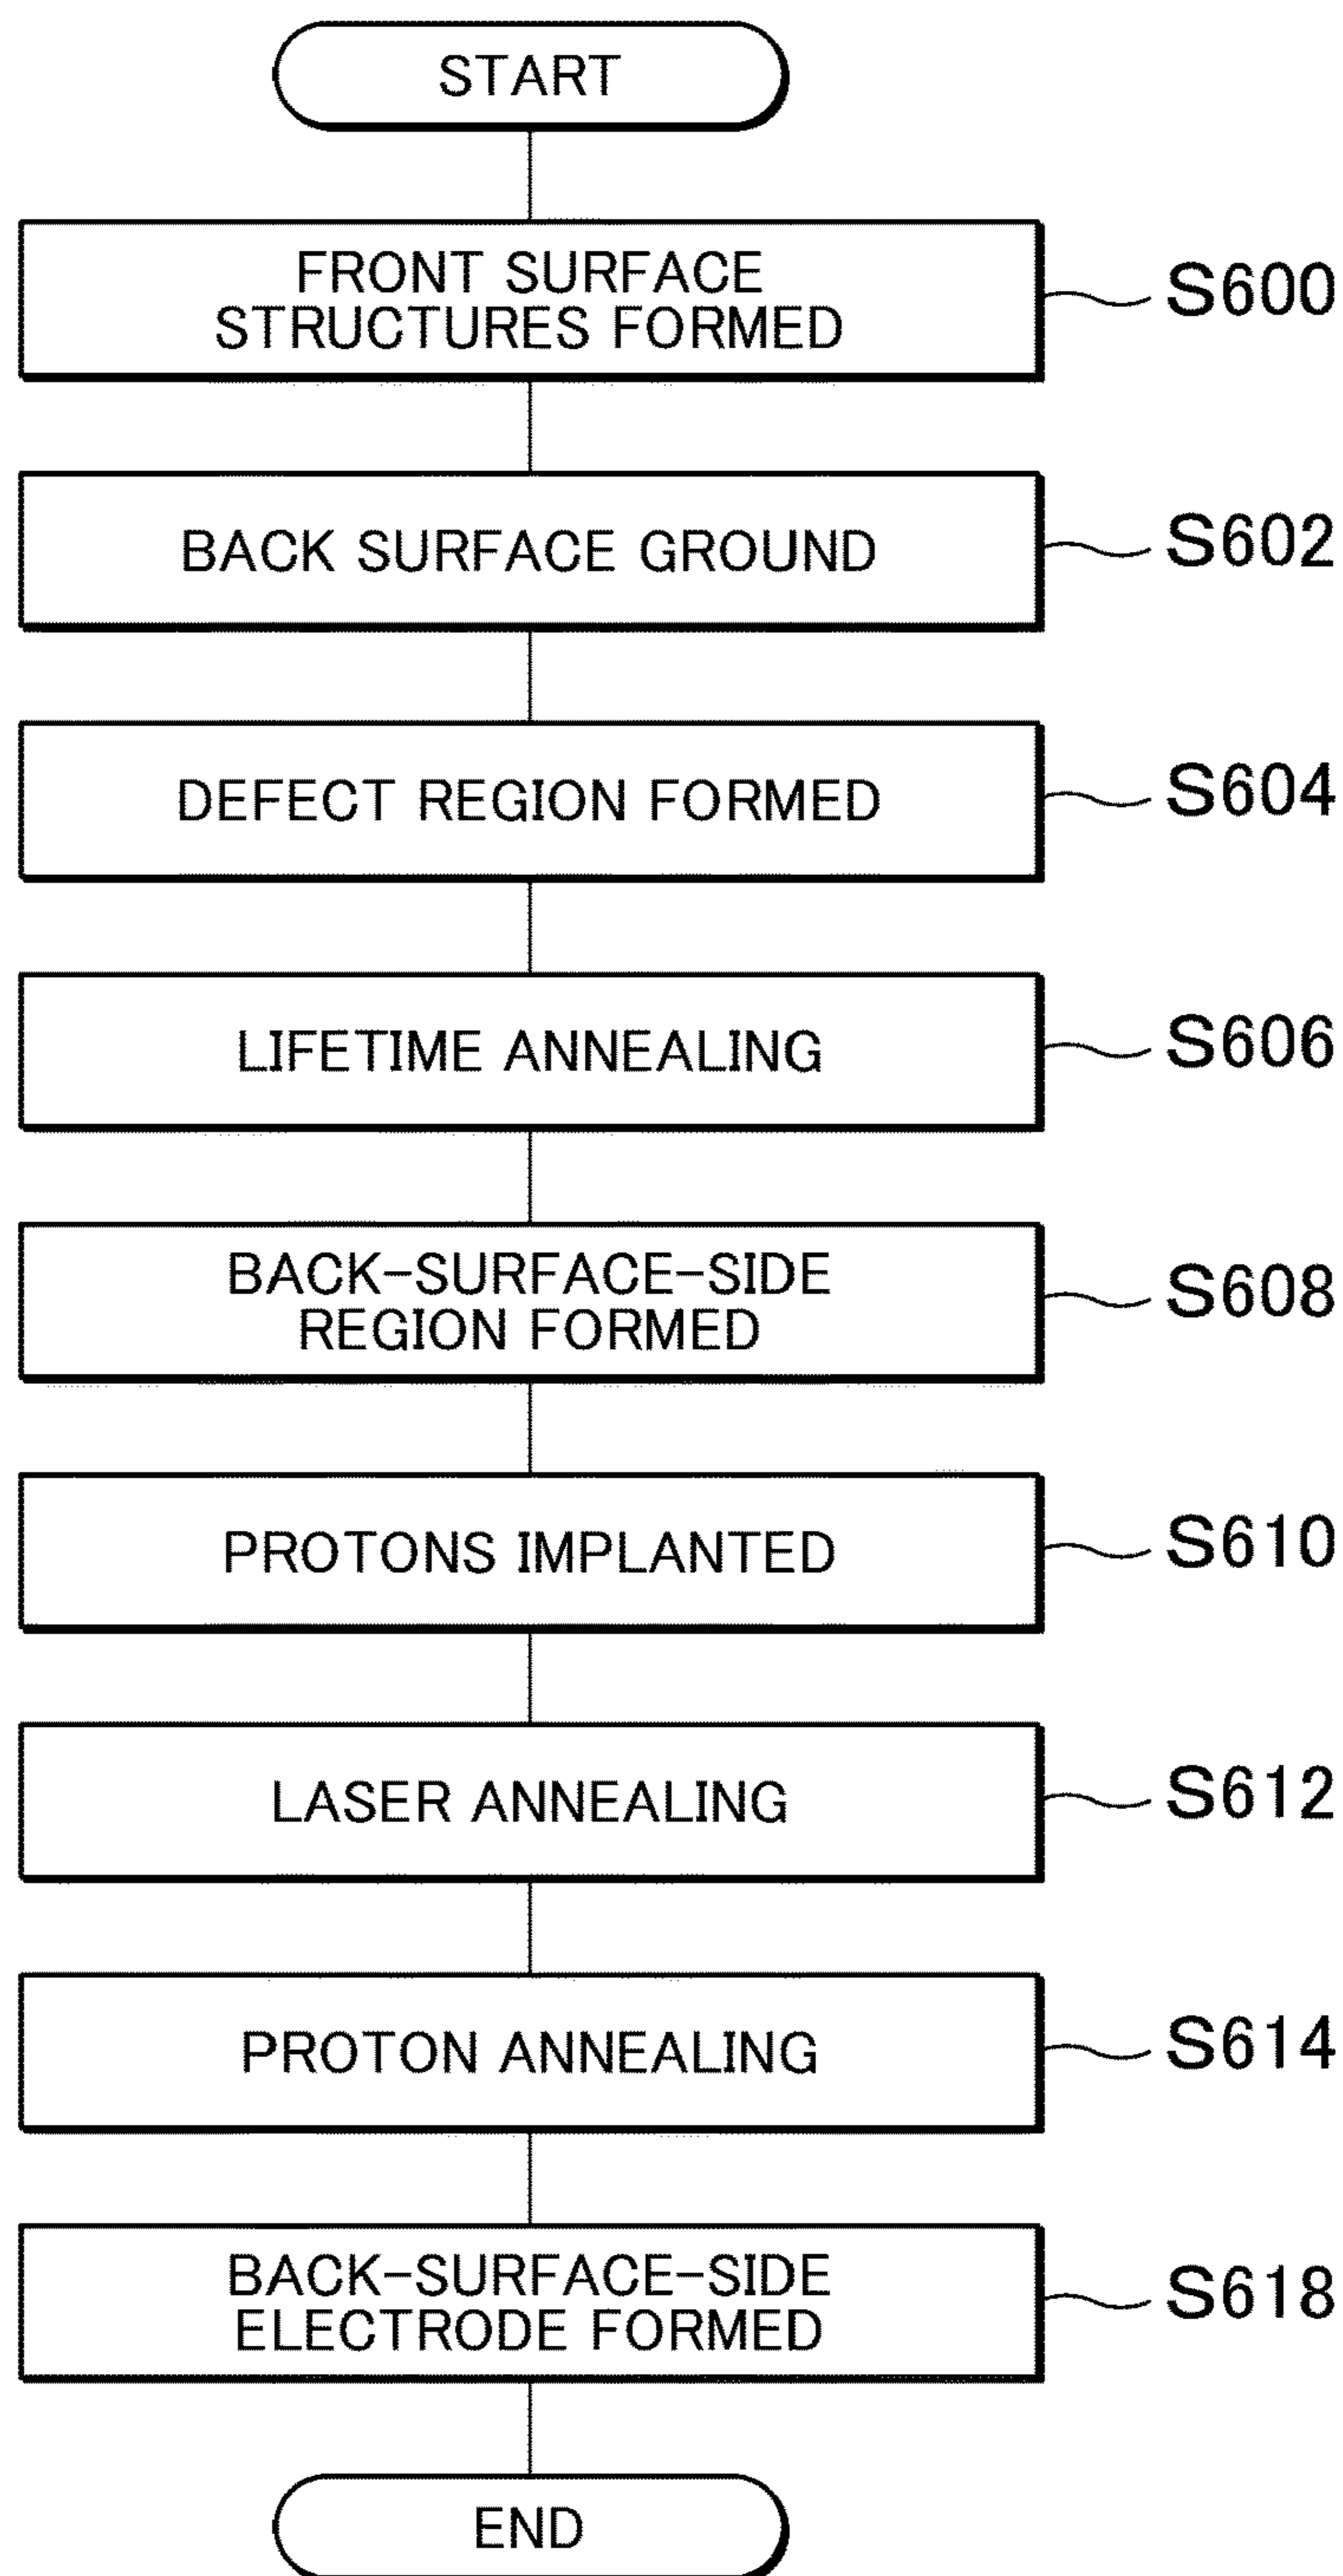 START
FRONT SURFACE
STRUCTURES FORMED
S600
BACK SURFACE GROUND
S602
DEFECT REGION FORMED
S604
LIFETIME ANNEALING
S606
BACK-SURFACE-SIDE
REGION FORMED
S608
PROTONS IMPLANTED
S610
LASER ANNEALING
S612
PROTON ANNEALING
S614
BACK-SURFACE-SIDE
ELECTRODE FORMED
S618
END